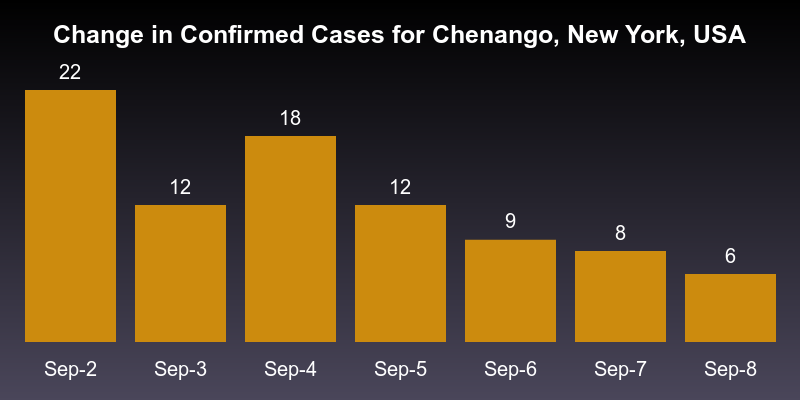 Change in Confirmed Cases for Chenango, New York, USA
22
12
18
12
9
8
6
Sep-2
Sep-3
Sep-4
Sep-5
Sep-6
Sep-7
Sep-8